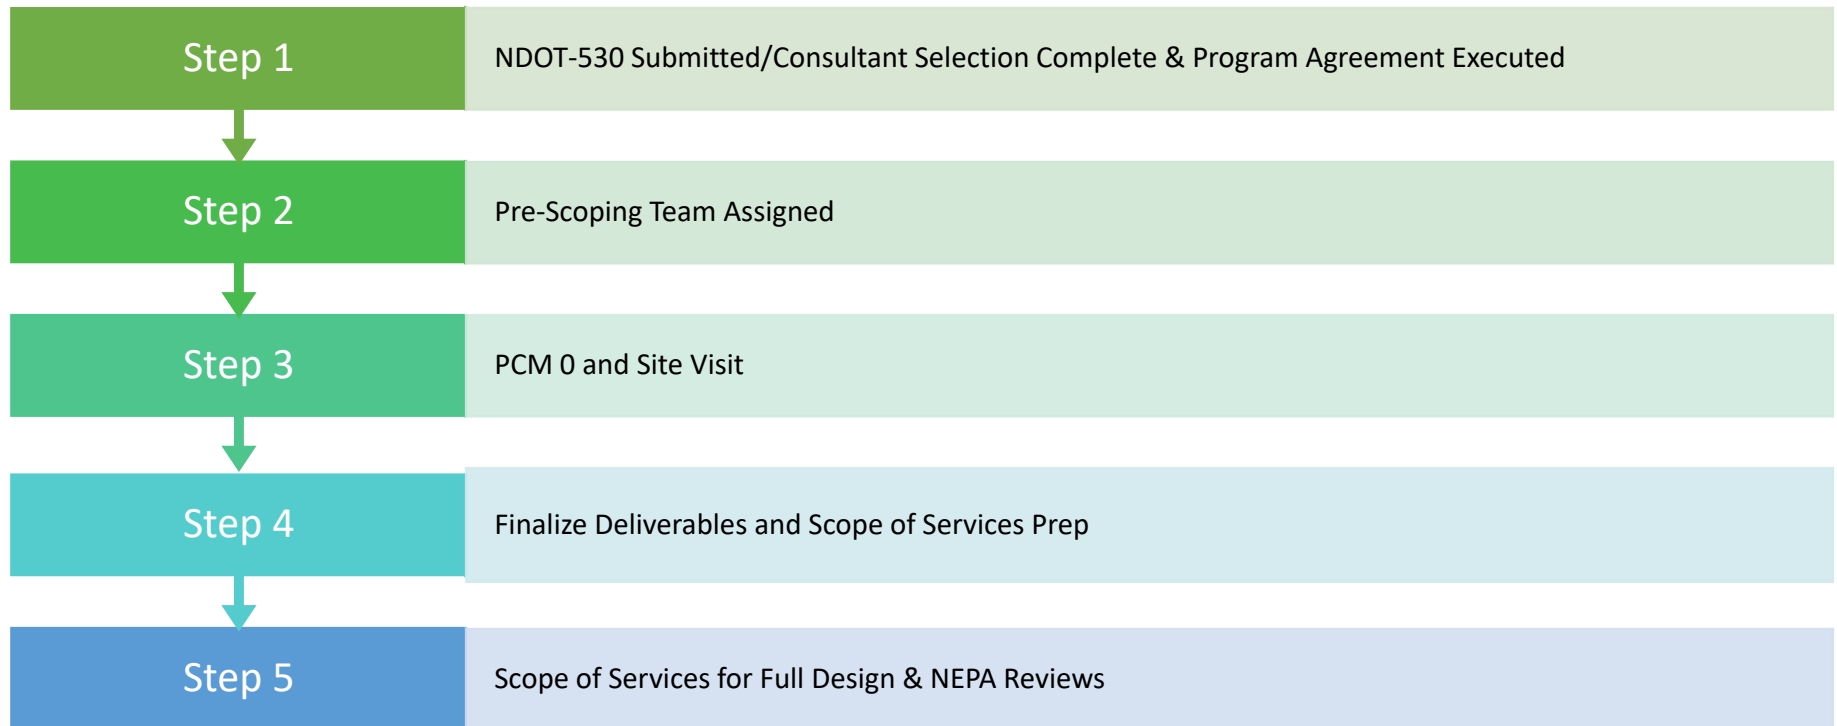 Step 1
NDOT-530 Submitted/Consultant Selection Complete & Program Agreement Executed
Step 2
Pre-Scoping Team Assigned
Step 3
PCM 0 and Site Visit
Step 4
Finalize Deliverables and Scope of Services Prep
Step 5
Scope of Services for Full Design & NEPA Reviews